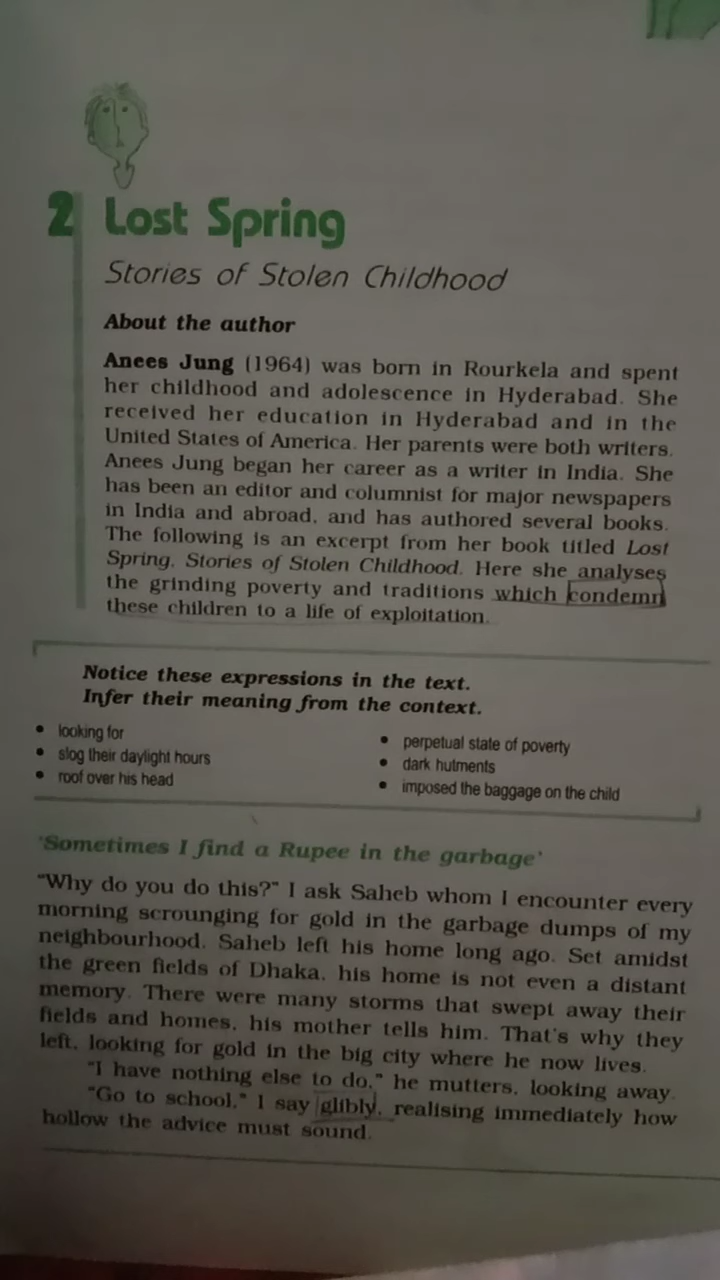 2 Lost Spring
Stories of Stolen Childhood
About the author
Anees Jung (1964) was born in Rourkela and spent
her childhood and adolescence in Hyderabad. She
received her education in Hyderabad and in the
United States of America. Her parents were both writers.
Anees Jung began her career as a writer in India. She
has been an editor and columnist for major newspapers
in India and abroad, and has authored several books.
The following is an excerpt from her book titled Lost
Spring, Stories of Stolen Childhood. Here she analyses
the grinding poverty and traditions which condemn
these children to a life of exploitation.
Notice these expressions in the text.
Infer their meaning from the context.
• looking for
• slog their daylight hours
• roof over his head
• perpetual state of poverty
• dark hutments
• imposed the baggage on the child
'Sometimes I find a Rupee in the garbage'
"Why do you do this?" I ask Saheb whom I encounter every
morning scrounging for gold in the garbage dumps of my
neighbourhood. Saheb left his home long ago. Set amidst
the green fields of Dhaka, his home is not even a distant
memory. There were many storms that swept away their
fields and homes, his mother tells him. That's why they
left, looking for gold in the big city where he now lives.
"I have nothing else to do," he mutters, looking away.
"Go to school," I say glibly, realising immediately how
hollow the advice must sound.